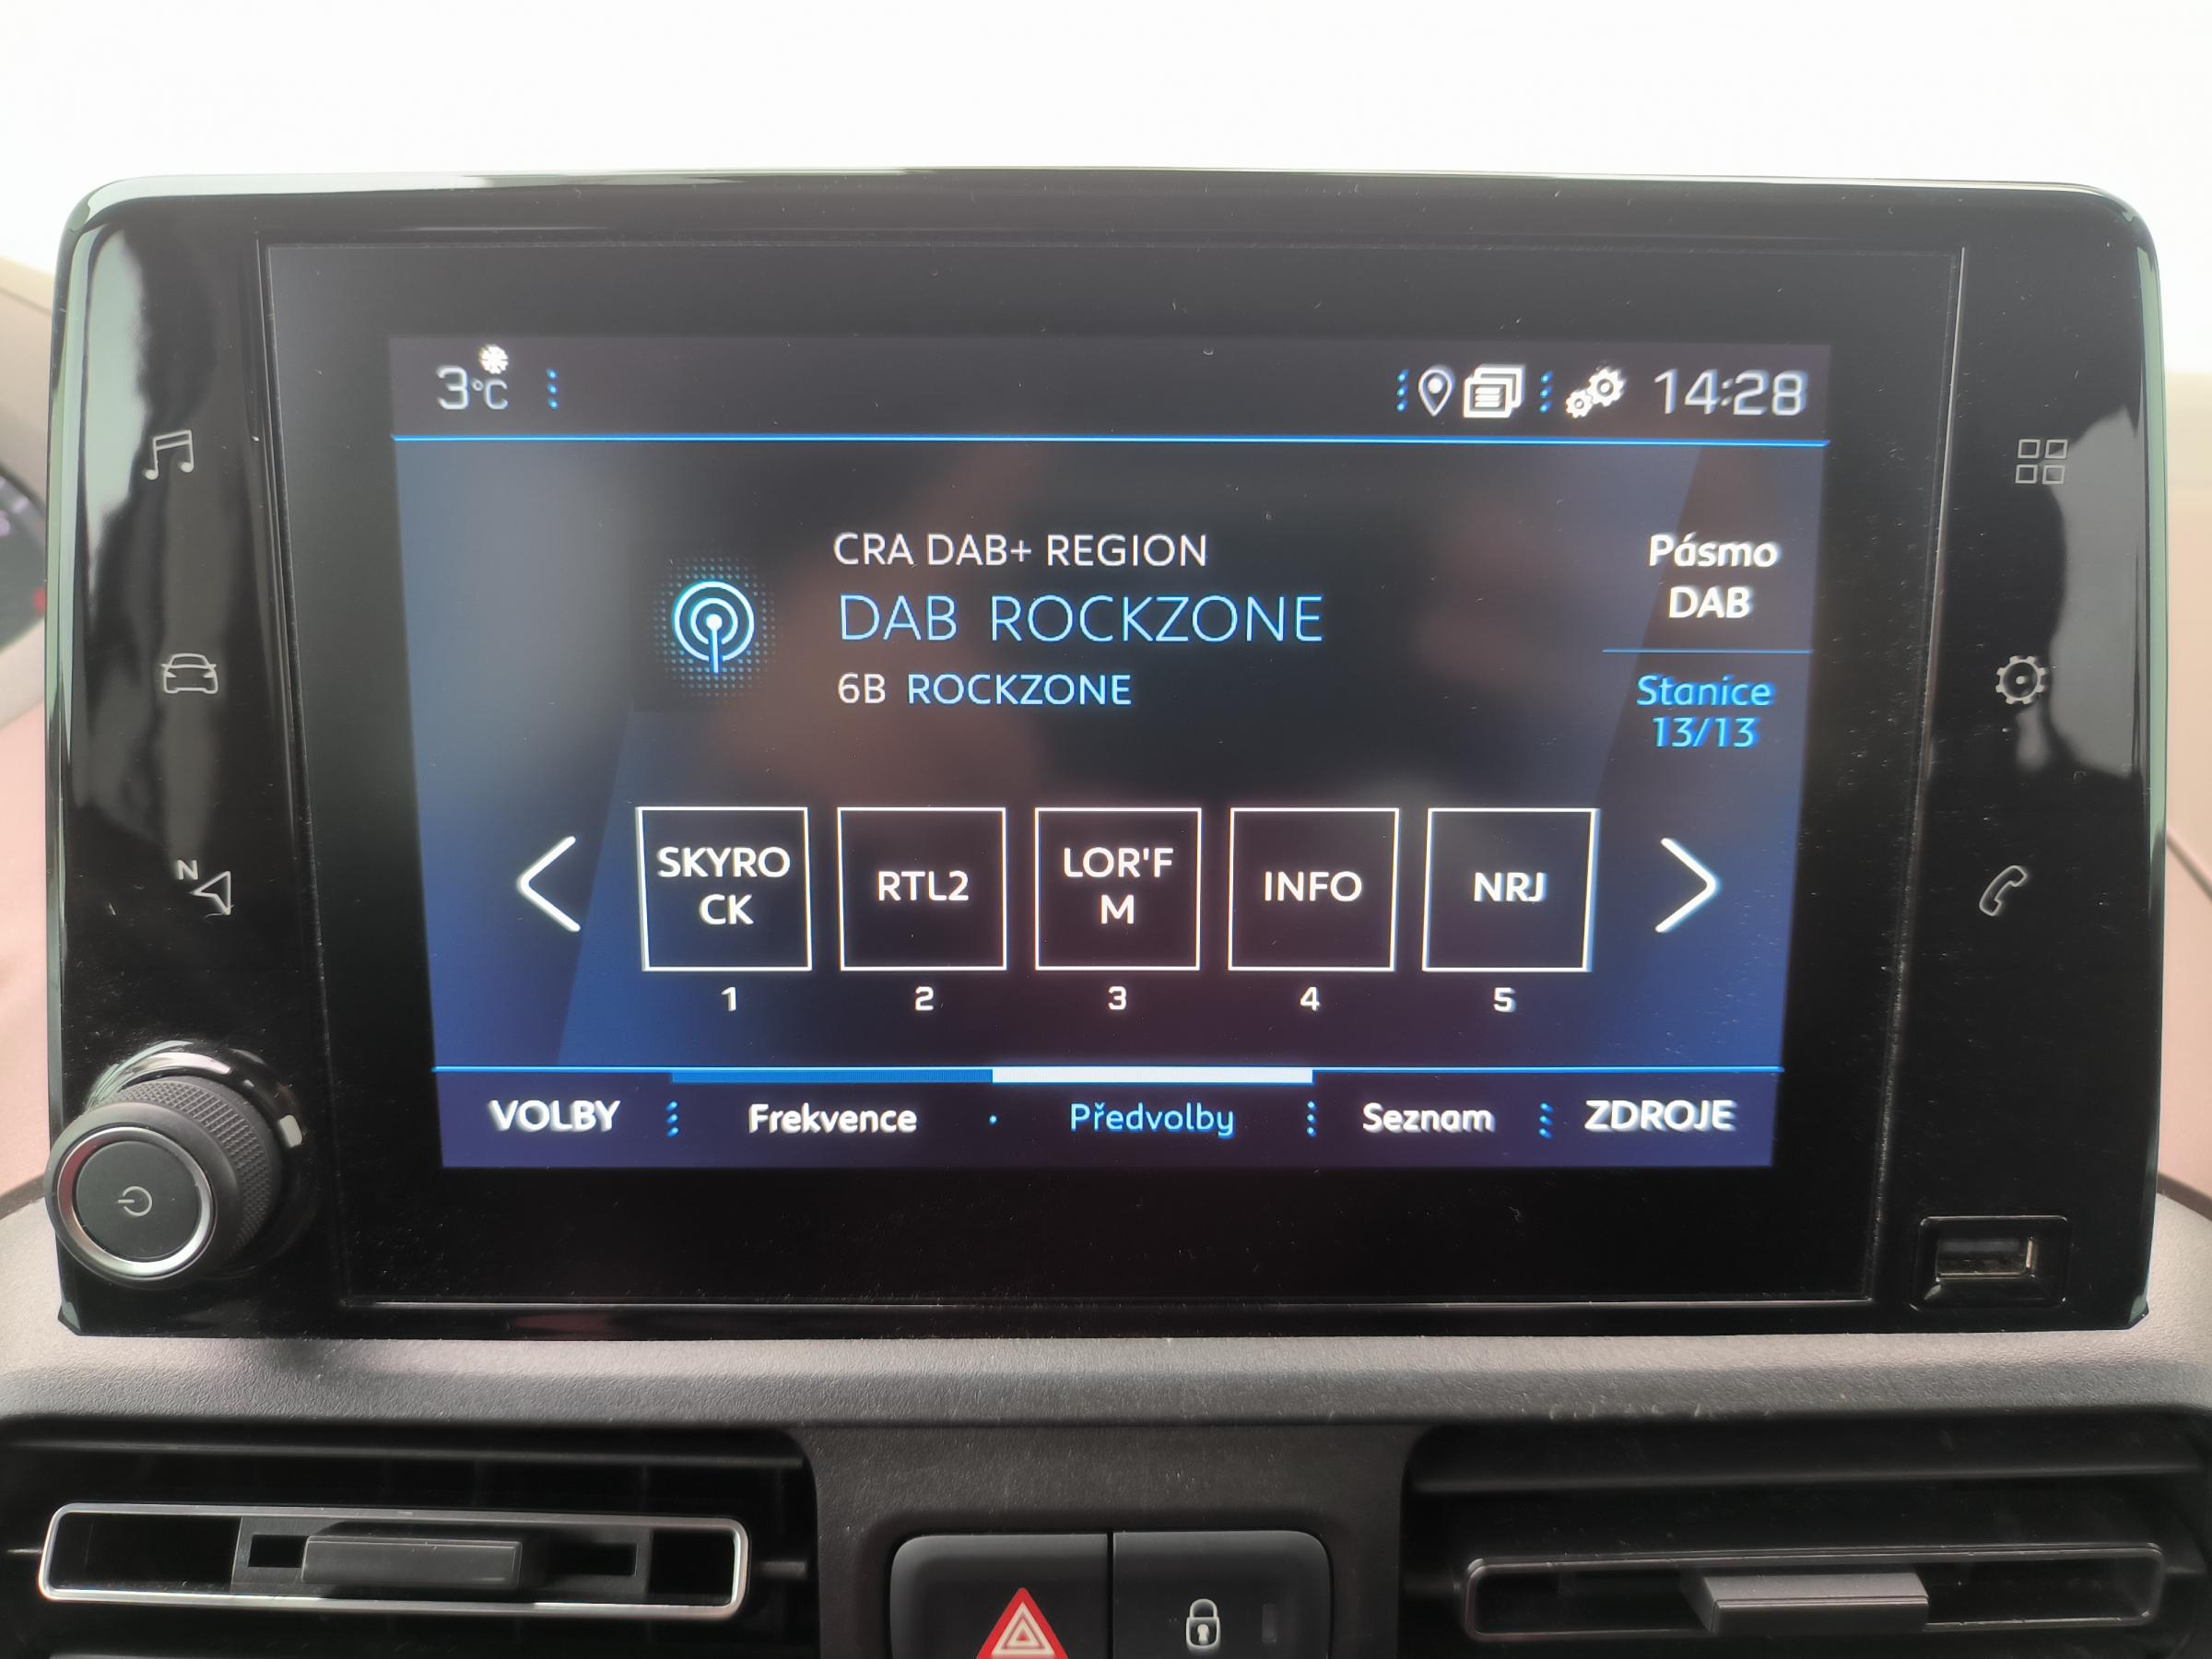 3°C 14:28
CRA DAB+ REGION
DAB ROCKZONE
6B ROCKZONE
Pásmo
DAB
Stanice
13/13
N
SKYRO
CK
RTL2
LOR'F
M
INFO
NRJ
1 2 3 4 5
VOLBY Frekvence Předvolby Seznam ZDROJE